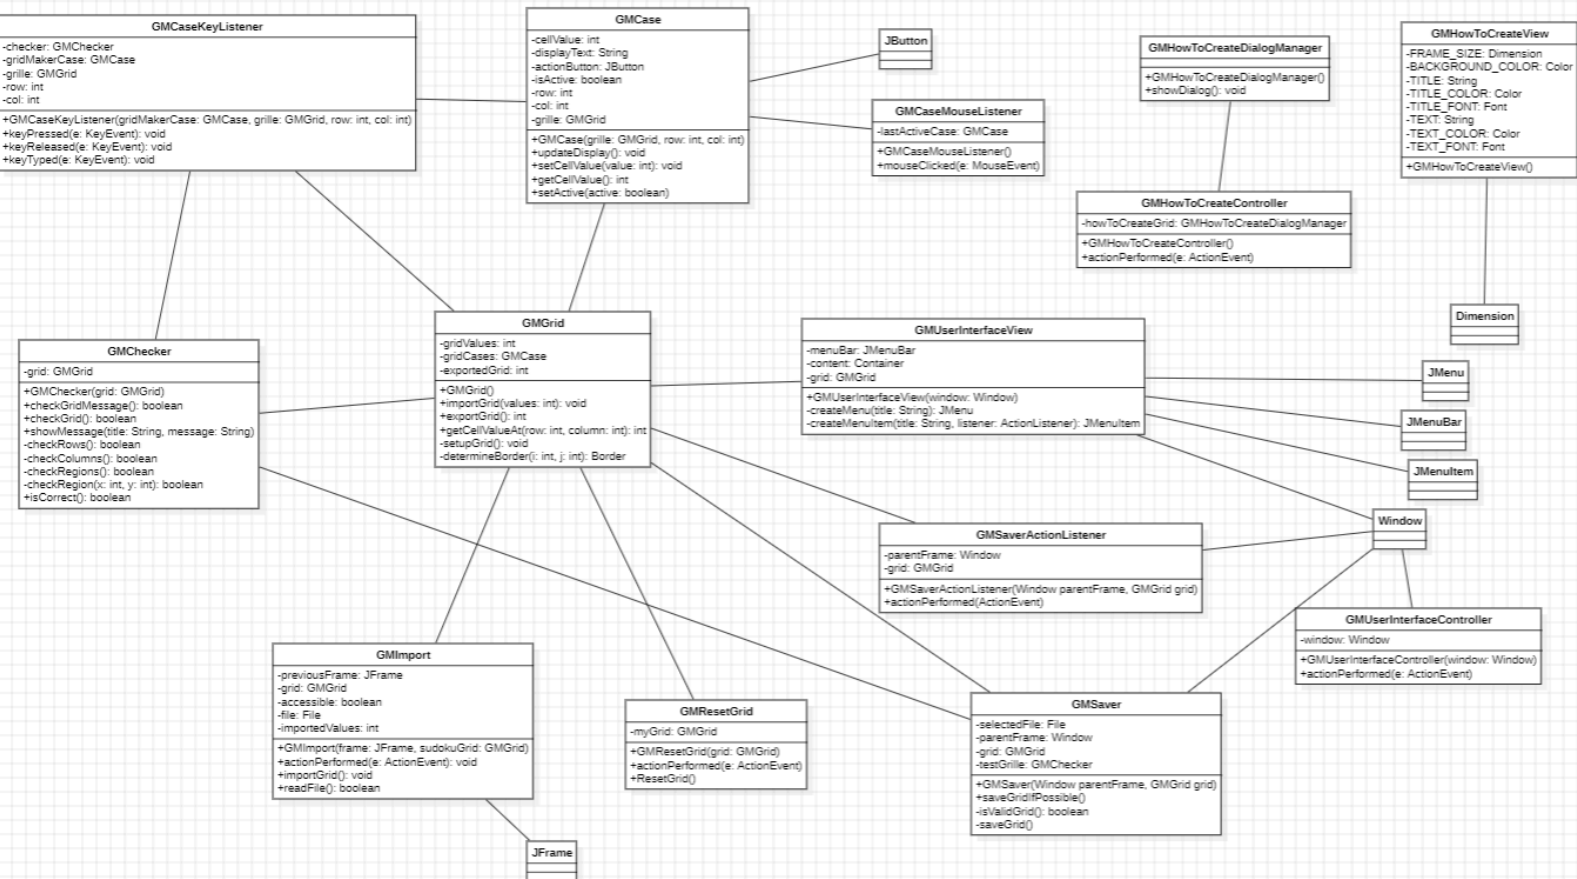 GMCaseKeyListener
-checker: GMChecker
-gridMakerCase: GMCase
-grille: GMGrid
-row: int
-col: int
+GMCaseKeyListener(gridMakerCase: GMCase, grille: GMGrid, row: int, col: int)
+keyPressed(e: KeyEvent): void
+keyReleased(e: KeyEvent): void
+keyTyped(e: KeyEvent): void
GMCase
-cellValue: int
-displayText: String
-actionButton: JButton
-isActive: boolean
-row: int
-col: int
-grille: GMGrid
+GMCase(grille: GMGrid, row: int, col: int)
+updateDisplay(): void
+setCellValue(value: int): void
+getCellValue(): int
+setActive(active: boolean)
JButton
GMCaseMouseListener
-lastActiveCase: GMCase
+GMCaseMouseListener()
+mouseClicked(e: MouseEvent)
GMHowToCreateDialogManager
+GMHowToCreateDialogManager()
+showDialog(): void
GMHowToCreateView
-FRAME_SIZE: Dimension
-BACKGROUND_COLOR: Color
-TITLE: String
-TITLE_COLOR: Color
-TITLE_FONT: Font
-TEXT: String
-TEXT_COLOR: Color
-TEXT_FONT: Font
+GMHowToCreateView()
GMHowToCreateController
-howToCreateGrid: GMHowToCreateDialogManager
+GMHowToCreateController()
+actionPerformed(e: ActionEvent)
Dimension
GMChecker
-grid: GMGrid
+GMChecker(grid: GMGrid)
+checkGridMessage(): boolean
+checkGrid(): boolean
+showMessage(title: String, message: String)
-checkRows(): boolean
-checkColumns(): boolean
-checkRegions(): boolean
-checkRegion(x: int, y: int): boolean
+isCorrect(): boolean
GMGrid
-gridValues: int
-gridCases: GMCase
-exportedGrid: int
+GMGrid()
+importGrid(values: int): void
+exportGrid(): int
+getCellValueAt(row: int, column: int): int
-setupGrid(): void
-determineBorder(i: int, j: int): Border
GMUserInterfaceView
-menuBar: JMenuBar
-content: Container
-grid: GMGrid
+GMUserInterfaceView(window: Window)
-createMenu(title: String): JMenu
-createMenuItem(title: String, listener: ActionListener): JMenuItem
JMenu
JMenuBar
JMenuItem
Window
GMSaverActionListener
-parentFrame: Window
-grid: GMGrid
+GMSaverActionListener(Window parentFrame, GMGrid grid)
+actionPerformed(ActionEvent)
GMUserInterfaceController
-window: Window
+GMUserInterfaceController(window: Window)
+actionPerformed(e: ActionEvent)
GMImport
-previousFrame: JFrame
-grid: GMGrid
-accessible: boolean
-file: File
-importedValues: int
+GMImport(frame: JFrame, sudokuGrid: GMGrid)
+actionPerformed(e: ActionEvent): void
+importGrid(): void
+readFile(): boolean
GMResetGrid
-myGrid: GMGrid
+GMResetGrid(grid: GMGrid)
+actionPerformed(e: ActionEvent)
+ResetGrid()
GMSaver
-selectedFile: File
-parentFrame: Window
-grid: GMGrid
-testGrille: GMChecker
+GMSaver(Window parentFrame, GMGrid grid)
+saveGridIfPossible()
-isValidGrid(): boolean
-saveGrid()
JFrame